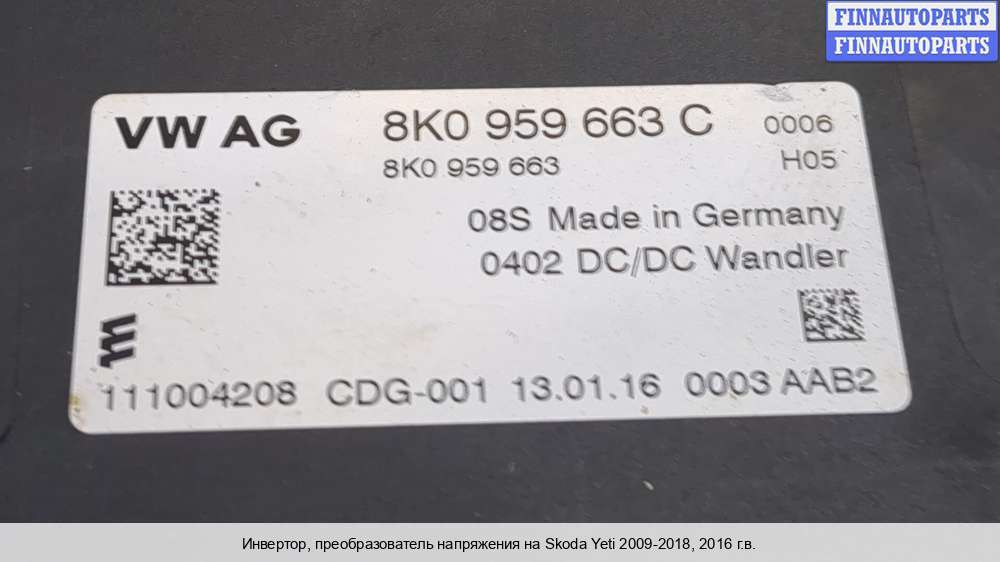 FINNAUTOPARTS
FINNAUTOPARTS
VW AG
8K0 959 663 C 0006
8K0 959 663 H05
08S Made in Germany
0402 DC/DC Wandler
111004208 CDG-001 13.01.16 0003 AAB2
Инвертор, преобразователь напряжения на Skoda Yeti 2009-2018, 2016 г.в.